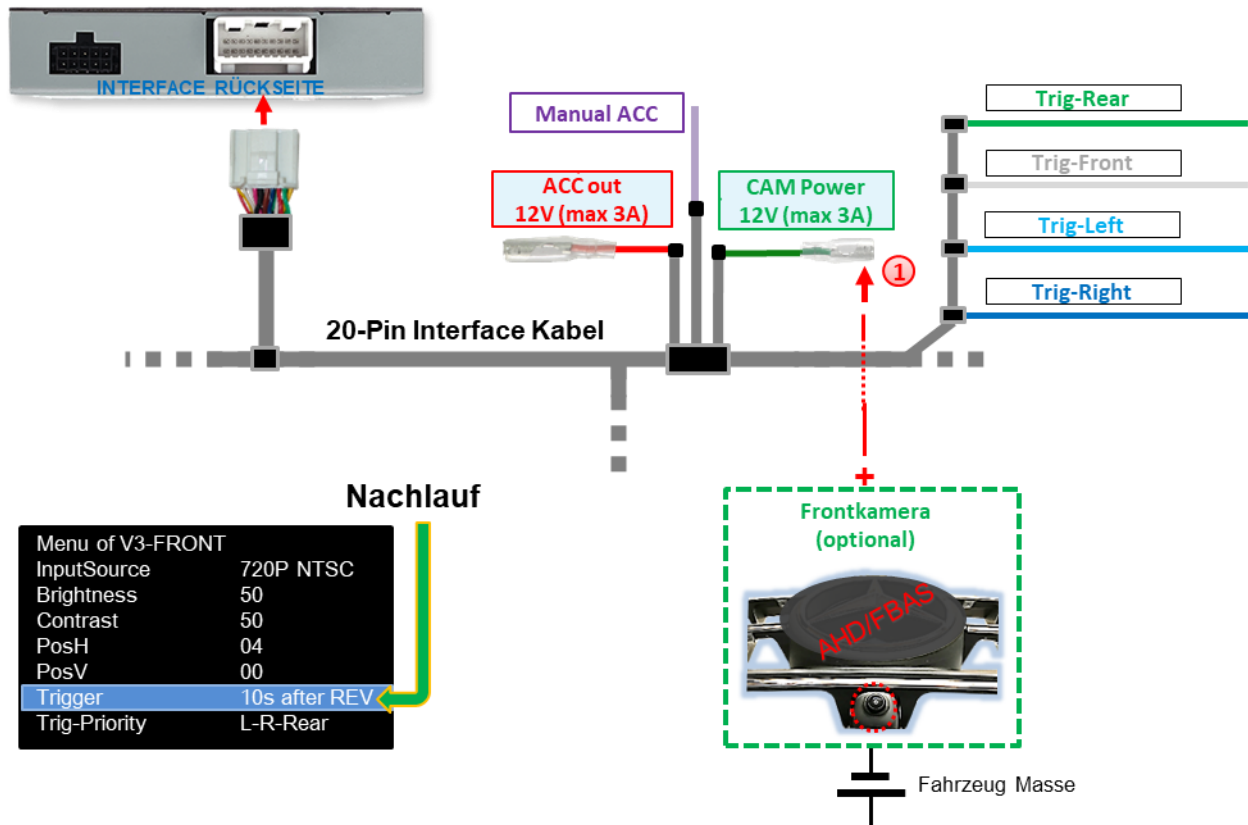 INTERFACE RÜCKSEITE
Manual ACC
ACC out
12V (max 3A)
CAM Power
12V (max 3A)
1
Trig-Rear
Trig-Front
Trig-Left
Trig-Right
20-Pin Interface Kabel
+
Nachlauf
Menu of V3-FRONT
InputSource 720P NTSC
Brightness 50
Contrast 50
PosH 04
PosV 00
Trigger 10s after REV
Trig-Priority L-R-Rear
Frontkamera
(optional)
AHD/FBAS
Fahrzeug Masse